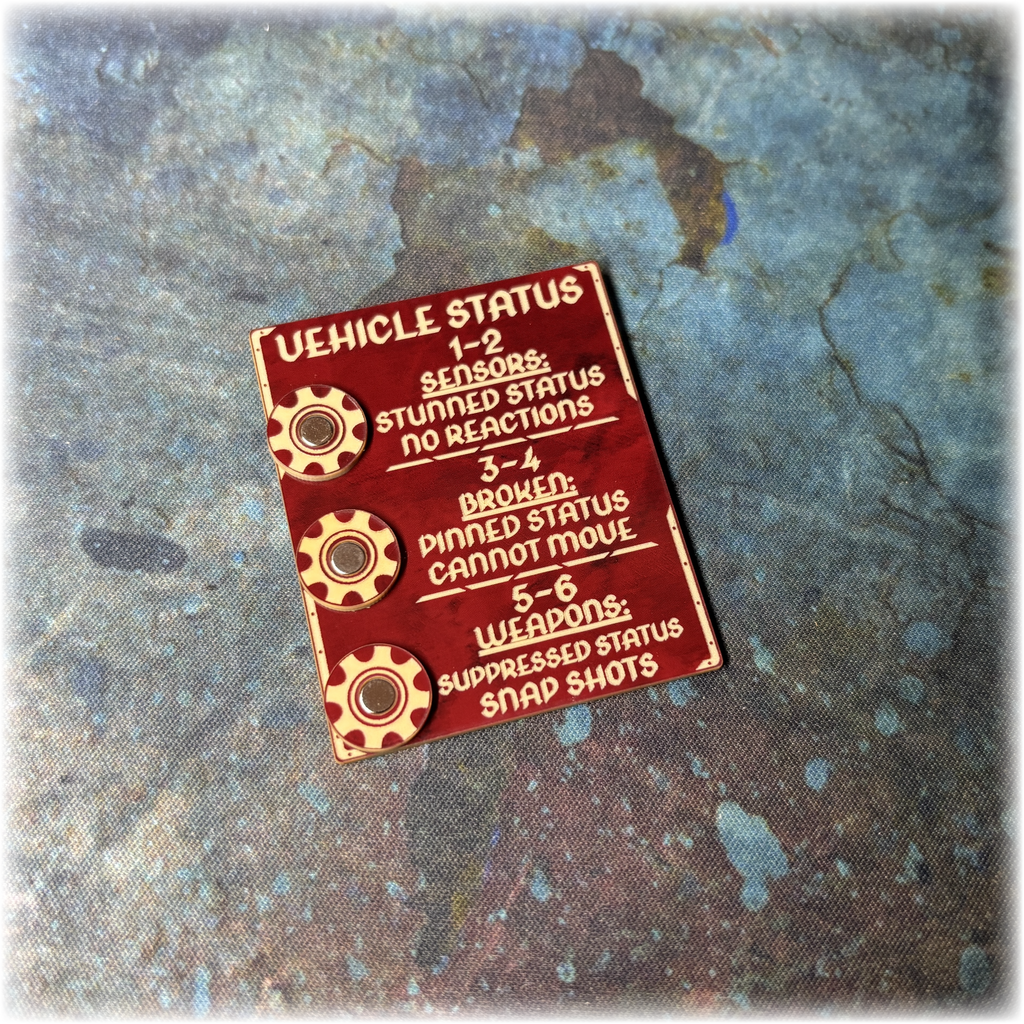 VEHICLE STATUS
1-2
SENSORS:
STUNNED STATUS
NO REACTIONS
3-4
BROKEN:
PINNED STATUS
CANNOT MOVE
5-6
WEAPONS:
SUPPRESSED STATUS
SNAP SHOTS